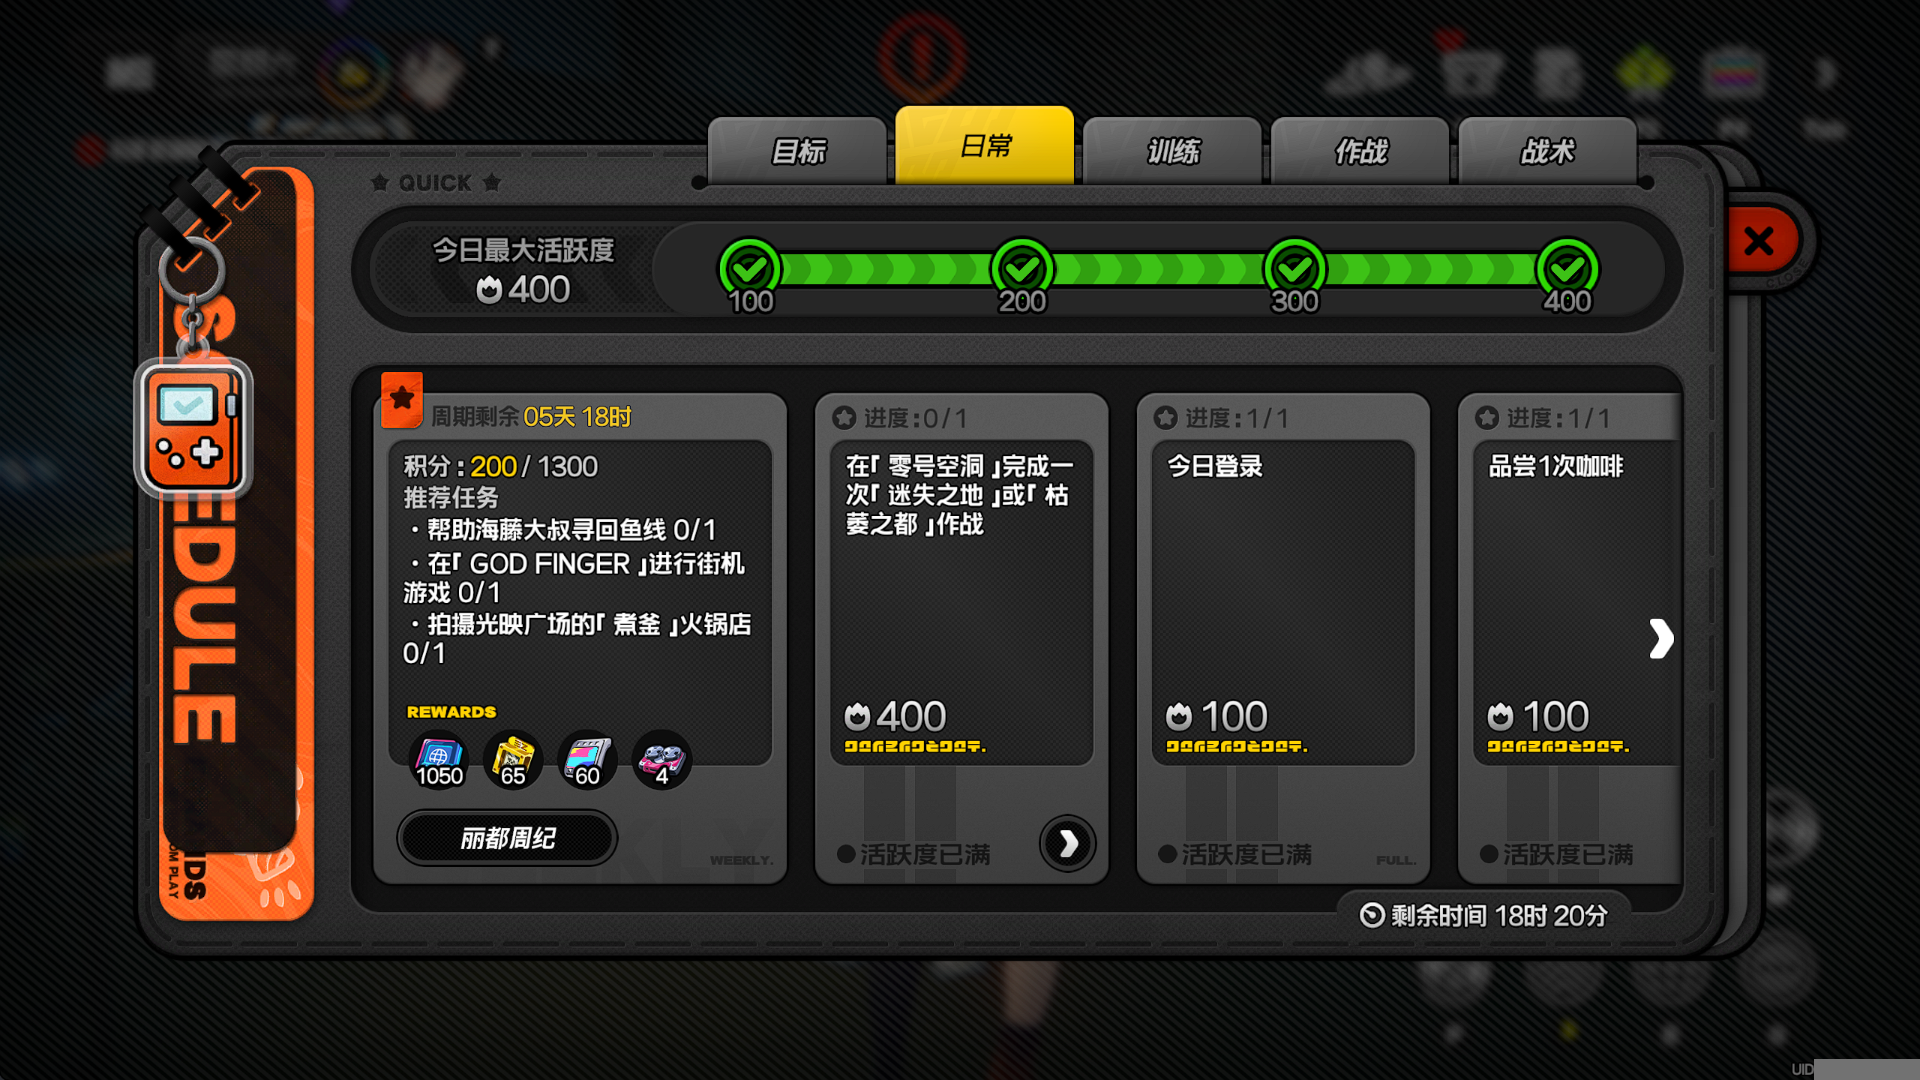 目标
日常
训练
作战
战术
★ QUICK ★
今日最大活跃度
400
100
200
300
400
EDULE
周期剩余05天 18时
积分 : 200 / 1300
推荐任务
·帮助海藤大叔寻回鱼线 0/1
·在「 GOD FINGER 」进行街机
游戏 0/1
·拍摄光映广场的「 煮釜 」火锅店
0/1
REWARDS
1050
65
60
4
丽都周纪
WEEKLY.
进度:0/1
在「 零号空洞 」完成一
次「 迷失之地 」或「 枯
萎之都 」作战
400
活跃度已满
进度:1/1
今日登录
100
活跃度已满
FULL.
进度:1/1
品尝1次咖啡
100
活跃度已满
剩余时间 18时 20分
UID